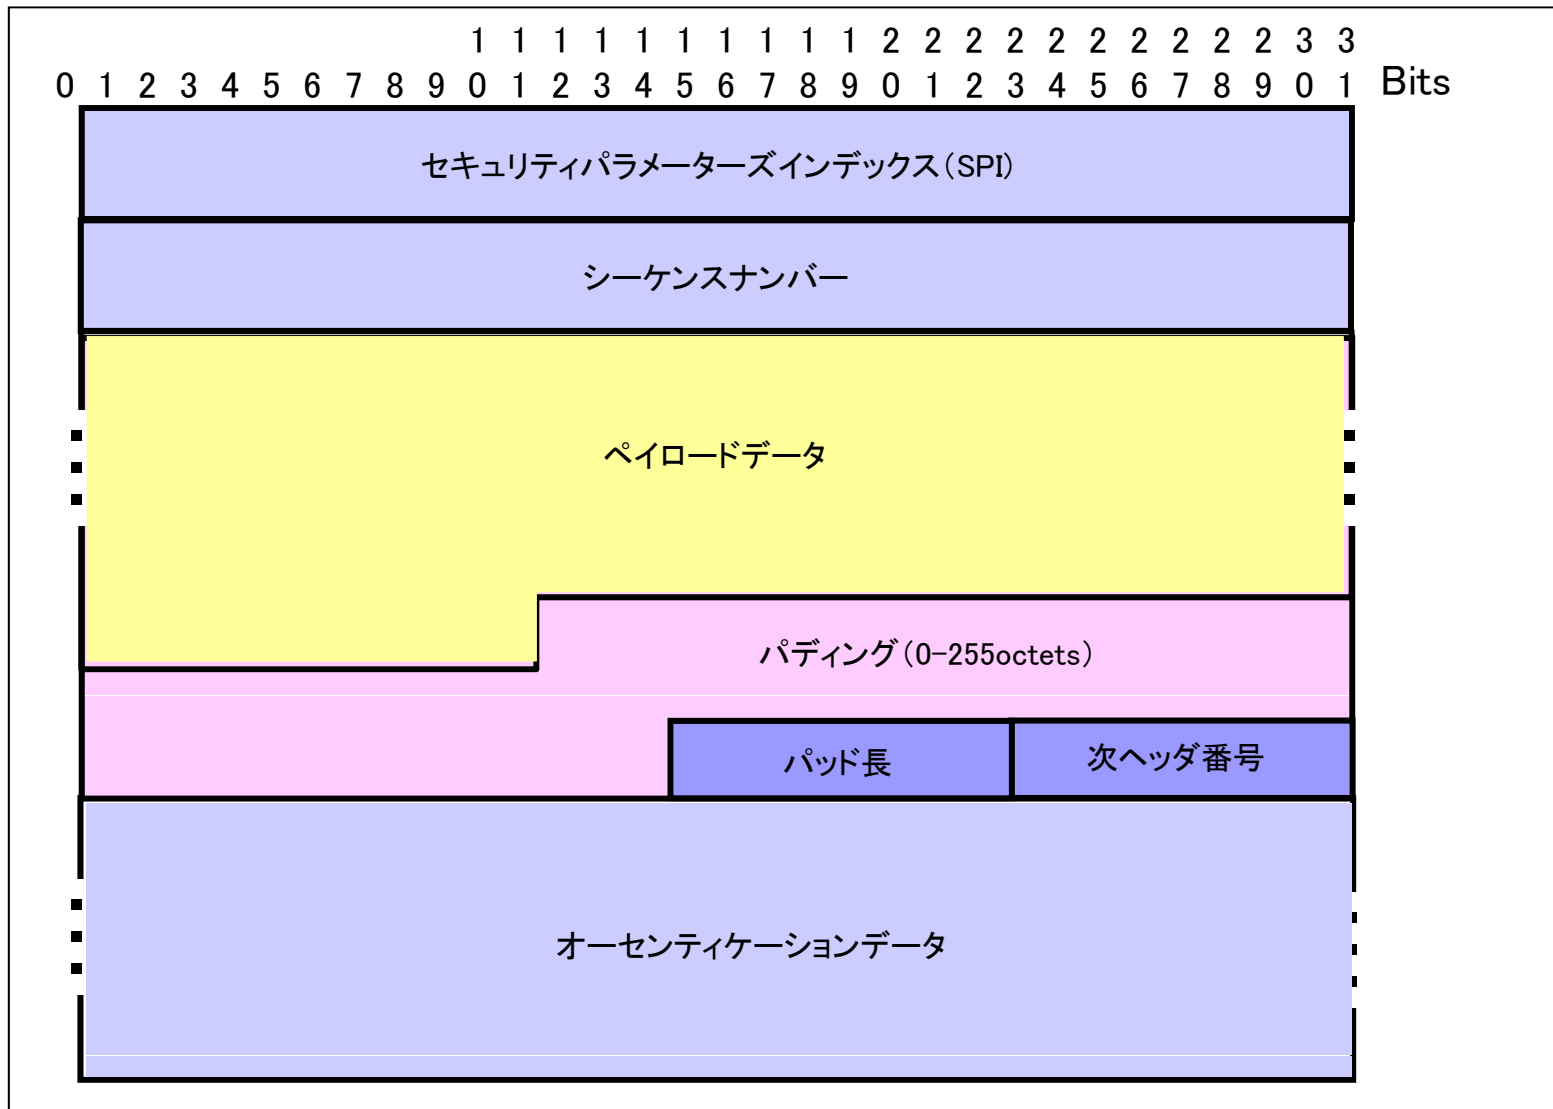 1 1 1 1 1 1 1 1 1 1 2 2 2 2 2 2 2 2 2 2 3 3
0 1 2 3 4 5 6 7 8 9 0 1 2 3 4 5 6 7 8 9 0 1 2 3 4 5 6 7 8 9 0 1 Bits
セキュリティパラメーターズインデックス(SPI)
シーケンスナンバー
ペイロードデータ
パディング(0-255octets)
パッド長
次ヘッダ番号
オーセンティケーションデータ